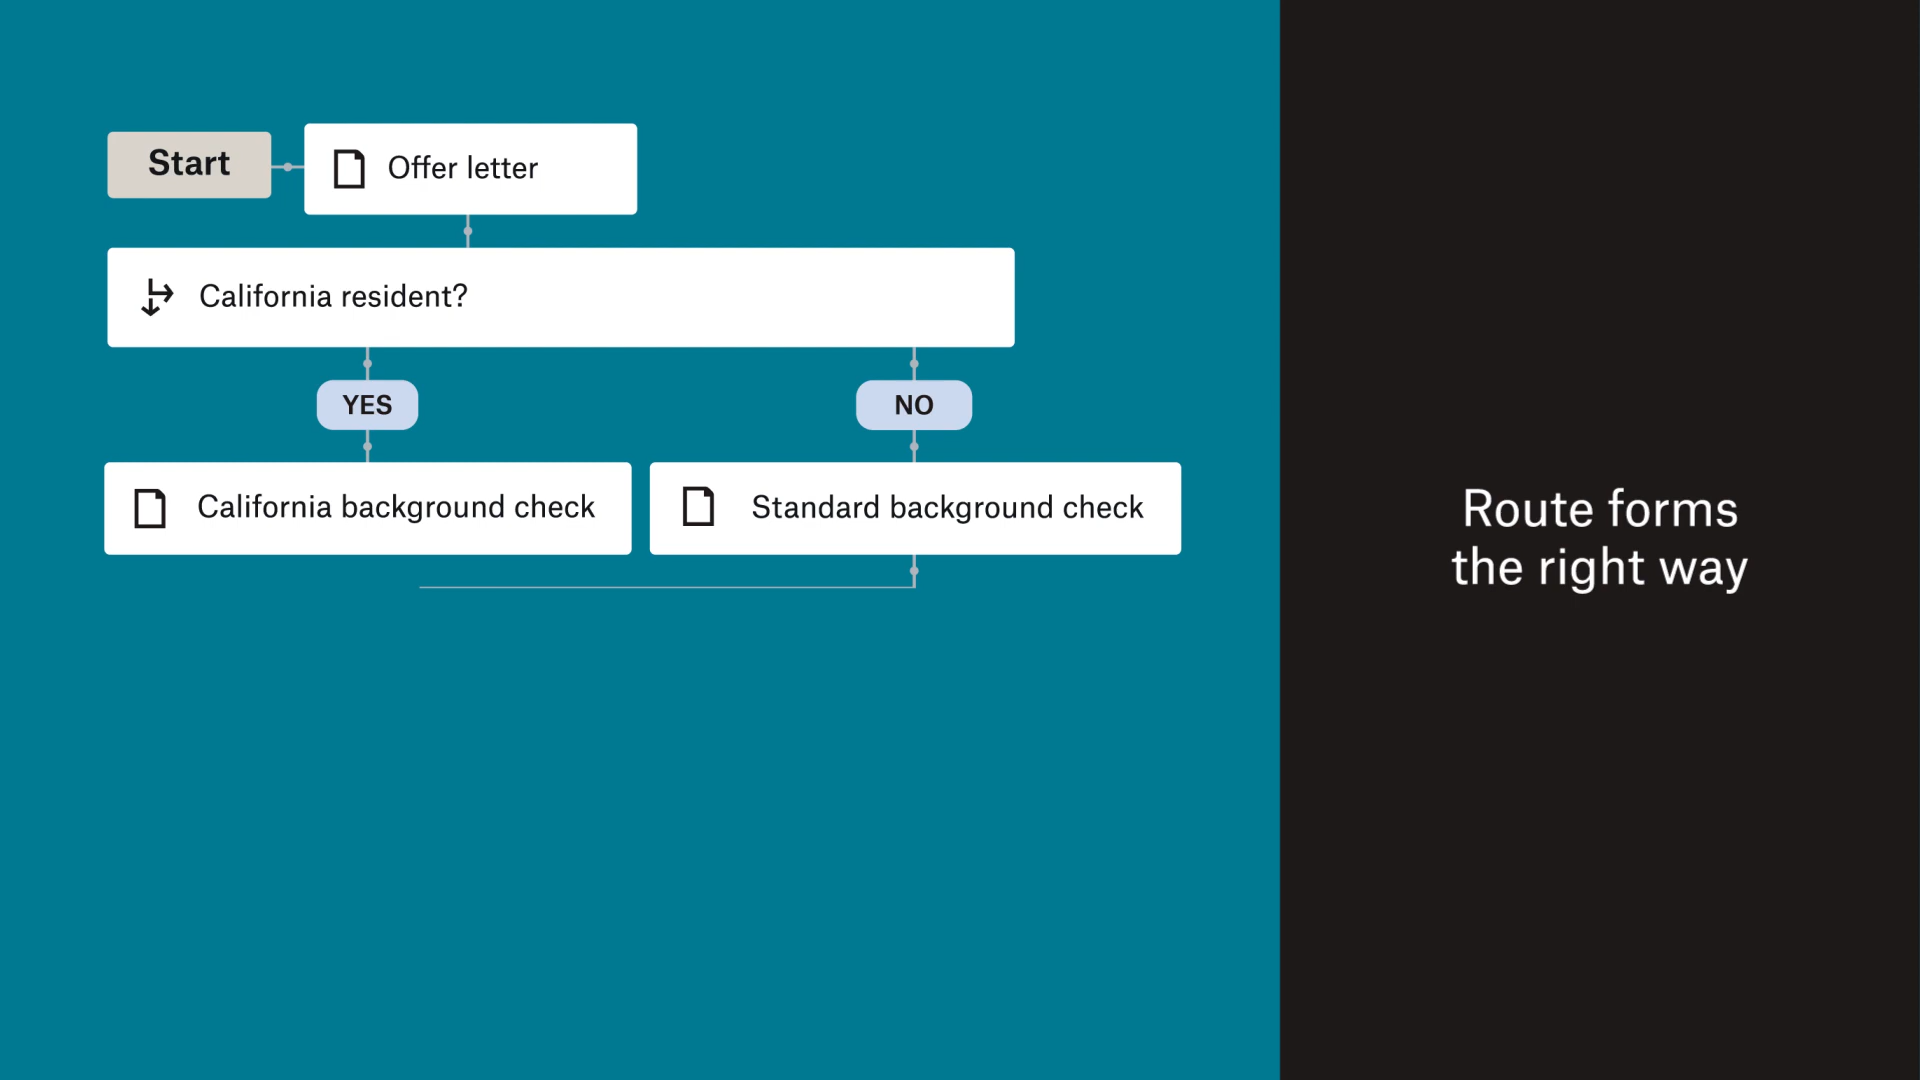 Start
Offer letter
California resident?
YES
NO
California background check
Standard background check
Route forms
the right way